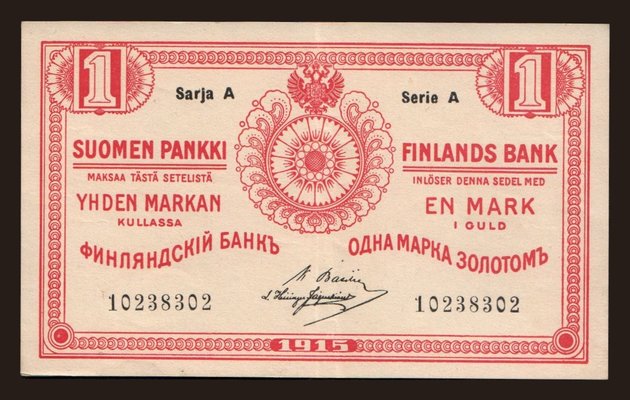 1 1
Sarja A Serie A
SUOMEN PANKKI
MAKSAA TÄSTÄ SETELISTÄ
YHDEN MARKAN
KULLASSA
FINLANDS BANK
INLÖSER DENNA SEDEL MED
EN MARK
I GULD
ФИНЛЯНДСКІЙ БАНКЪ
ОДНА МАРКА ЗОЛОТОМЪ
10238302 10238302
1915